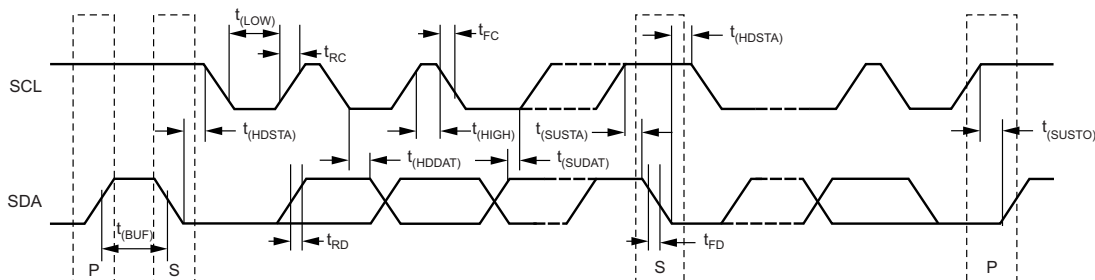 t(LOW)
tRC
tFC
t(HDSTA)
SCL
t(HDSTA)
t(HIGH)
t(SUSTA)
t(SUSTO)
t(HDDAT)
t(SUDAT)
SDA
t(BUF)
tRD
tFD
P
S
S
P